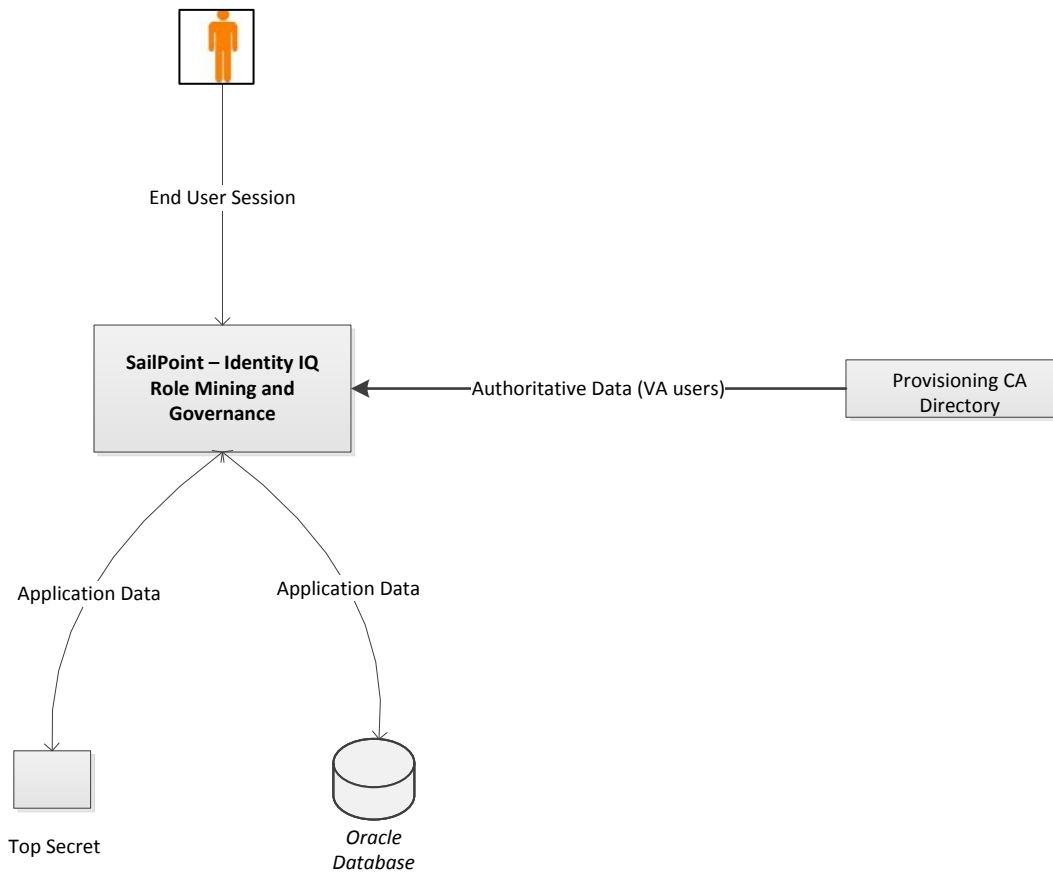 End User Session
SailPoint – Identity IQ
Role Mining and
Governance
Authoritative Data (VA users)
Provisioning CA
Directory
Application Data
Application Data
Top Secret
Oracle
Database